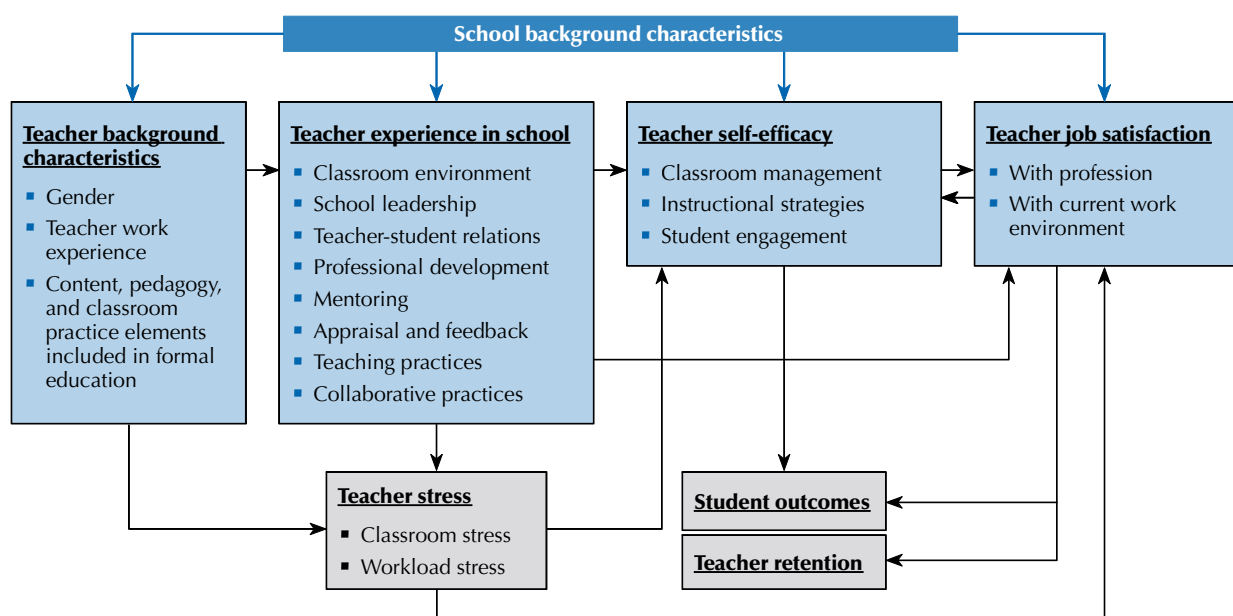 School background characteristics
Teacher background
characteristics
Gender
Teacher work
experience
Content, pedagogy,
and classroom
practice elements
included in formal
education
Teacher experience in school
Classroom environment
School leadership
Teacher-student relations
Professional development
Mentoring
Appraisal and feedback
Teaching practices
Collaborative practices
Teacher self-efficacy
Classroom management
Instructional strategies
Student engagement
Teacher job satisfaction
With profession
With current work
environment
Teacher stress
Classroom stress
Workload stress
Student outcomes
Teacher retention